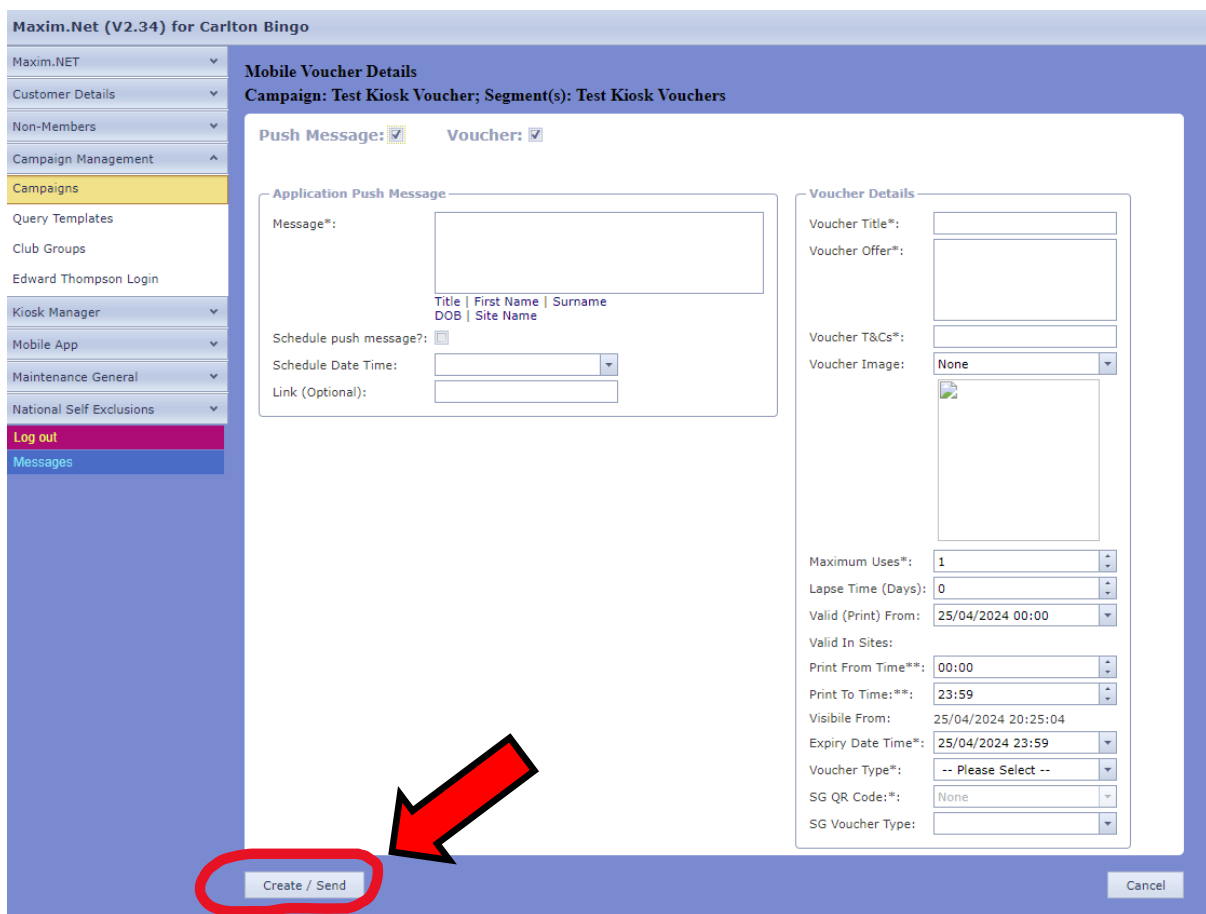 Maxim.Net (V2.34) for Carlton Bingo
Maxim.NET
Customer Details
Non-Members
Campaign Management
Campaigns
Query Templates
Club Groups
Edward Thompson Login
Kiosk Manager
Mobile App
Maintenance General
National Self Exclusions
Log out
Messages
Mobile Voucher Details
Campaign: Test Kiosk Voucher; Segment(s): Test Kiosk Vouchers
Push Message: Voucher:
Application Push Message
Message*:
Title | First Name | Surname
DOB | Site Name
Schedule push message?:
Schedule Date Time:
Link (Optional):
Voucher Details
Voucher Title*:
Voucher Offer*:
Voucher T&Cs*:
Voucher Image: None
Maximum Uses*: 1
Lapse Time (Days): 0
Valid (Print) From: 25/04/2024 00:00
Valid In Sites:
Print From Time**: 00:00
Print To Time:**: 23:59
Visibile From: 25/04/2024 20:25:04
Expiry Date Time*: 25/04/2024 23:59
Voucher Type*: -- Please Select --
SG QR Code:*: None
SG Voucher Type:
Create / Send
Cancel